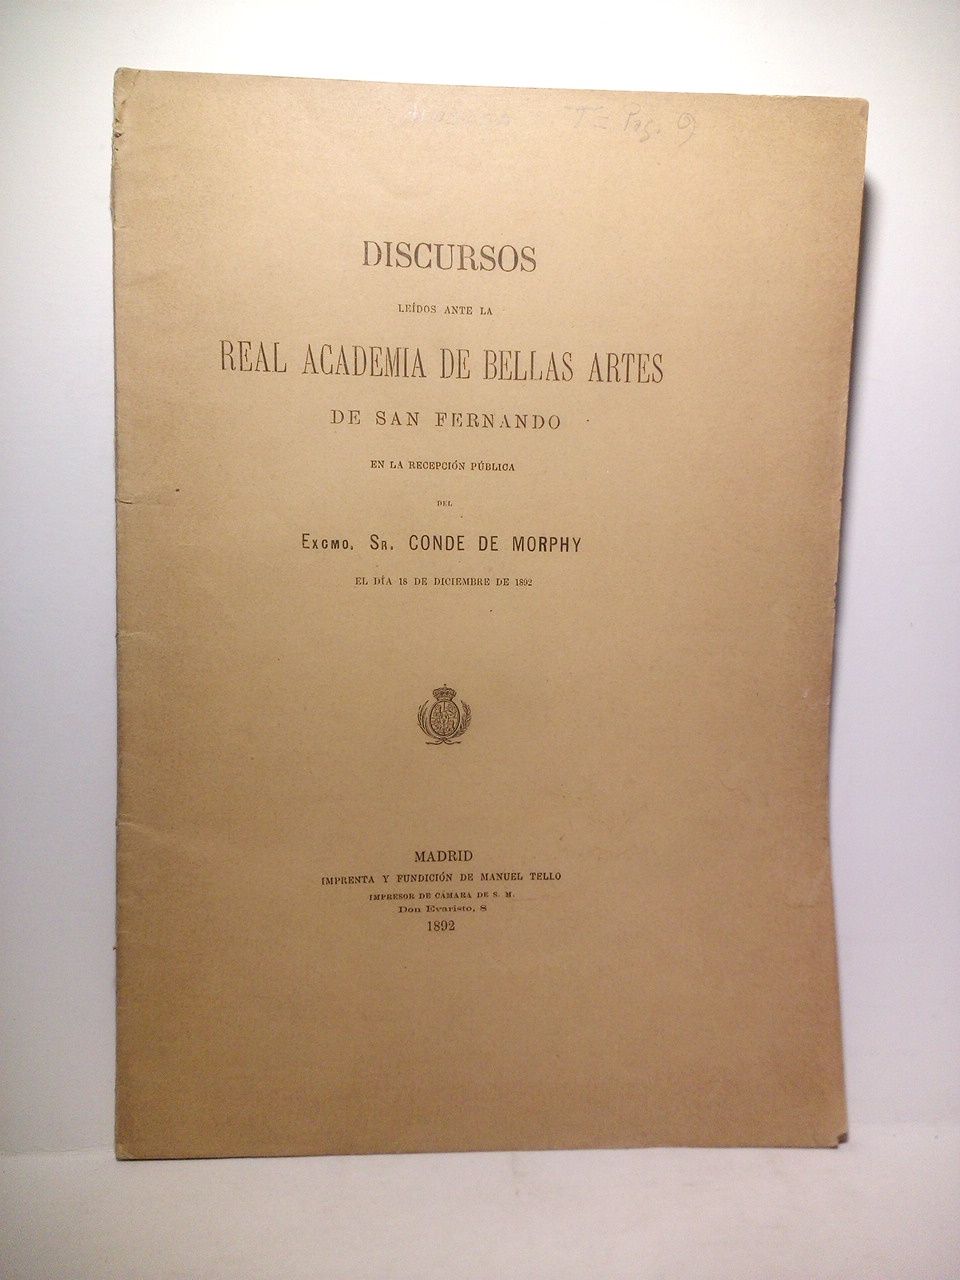 DISCURSOS
LEÍDOS ANTE LA
REAL ACADEMIA DE BELLAS ARTES
DE SAN FERNANDO
EN LA RECEPCIÓN PÚBLICA
DEL
EXCMO. SR. CONDE DE MORPHY
EL DÍA 18 DE DICIEMBRE DE 1892
MADRID
IMPRENTA Y FUNDICIÓN DE MANUEL TELLO
IMPRESOR DE CÁMARA DE S. M.
Don Evaristo, 8
1892